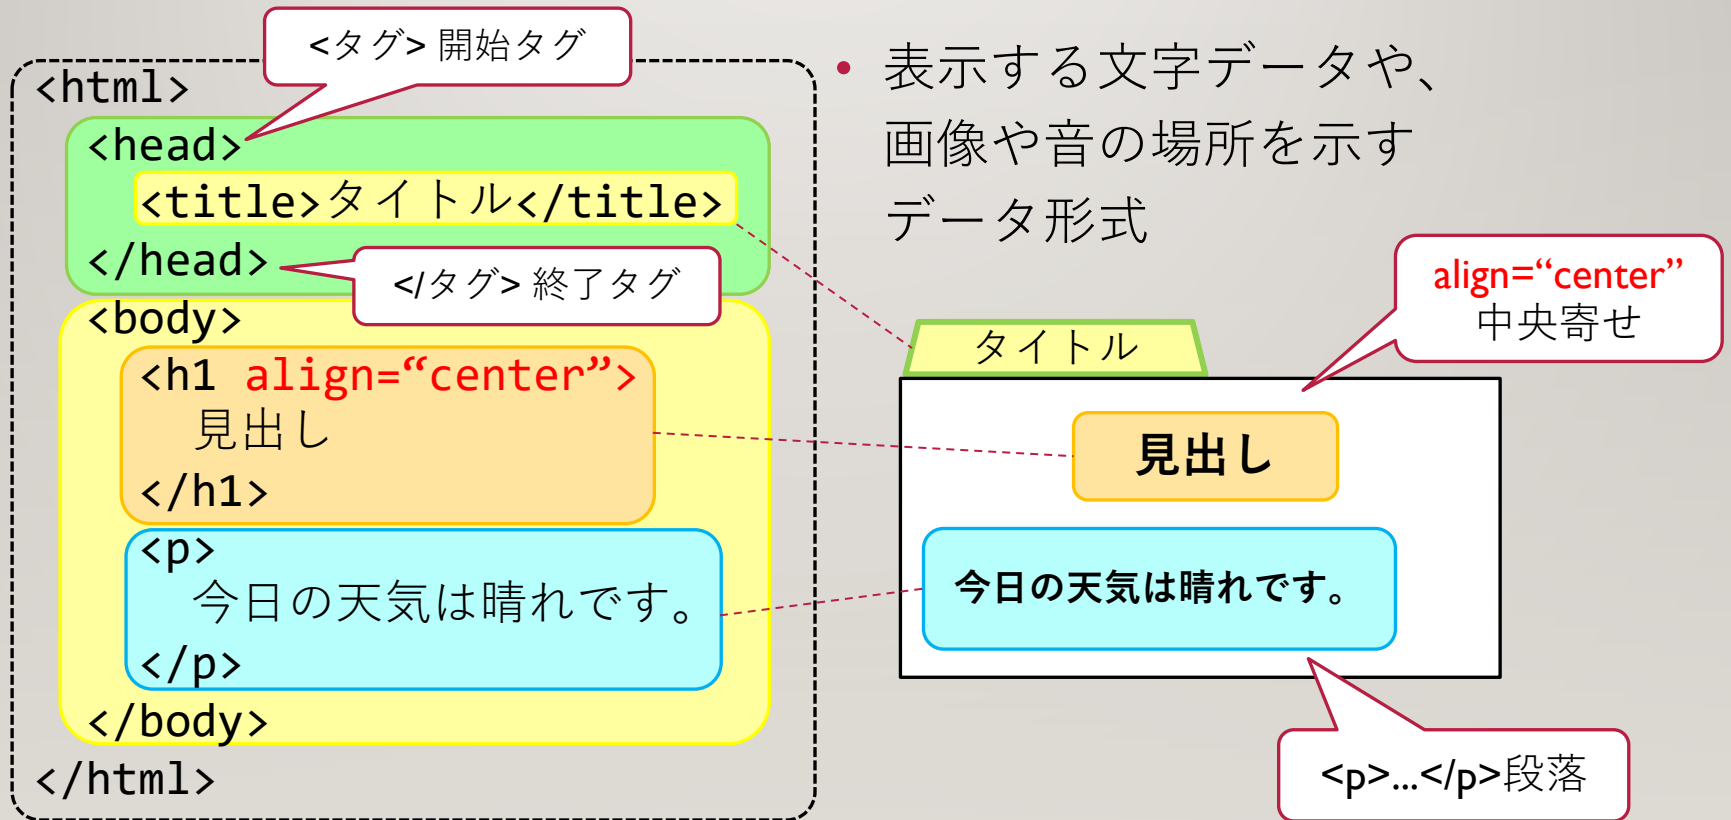 <タグ> 開始タグ
<html>
<head>
<title>タイトル</title>
</head>
</タグ> 終了タグ
<body>
<h1 align=“center”>
見出し
</h1>
<p>
今日の天気は晴れです。
</p>
</body>
</html>
• 表示する文字データや、
画像や音の場所を示す
データ形式
align=“center”
中央寄せ
タイトル
見出し
今日の天気は晴れです。
<p>...</p>段落